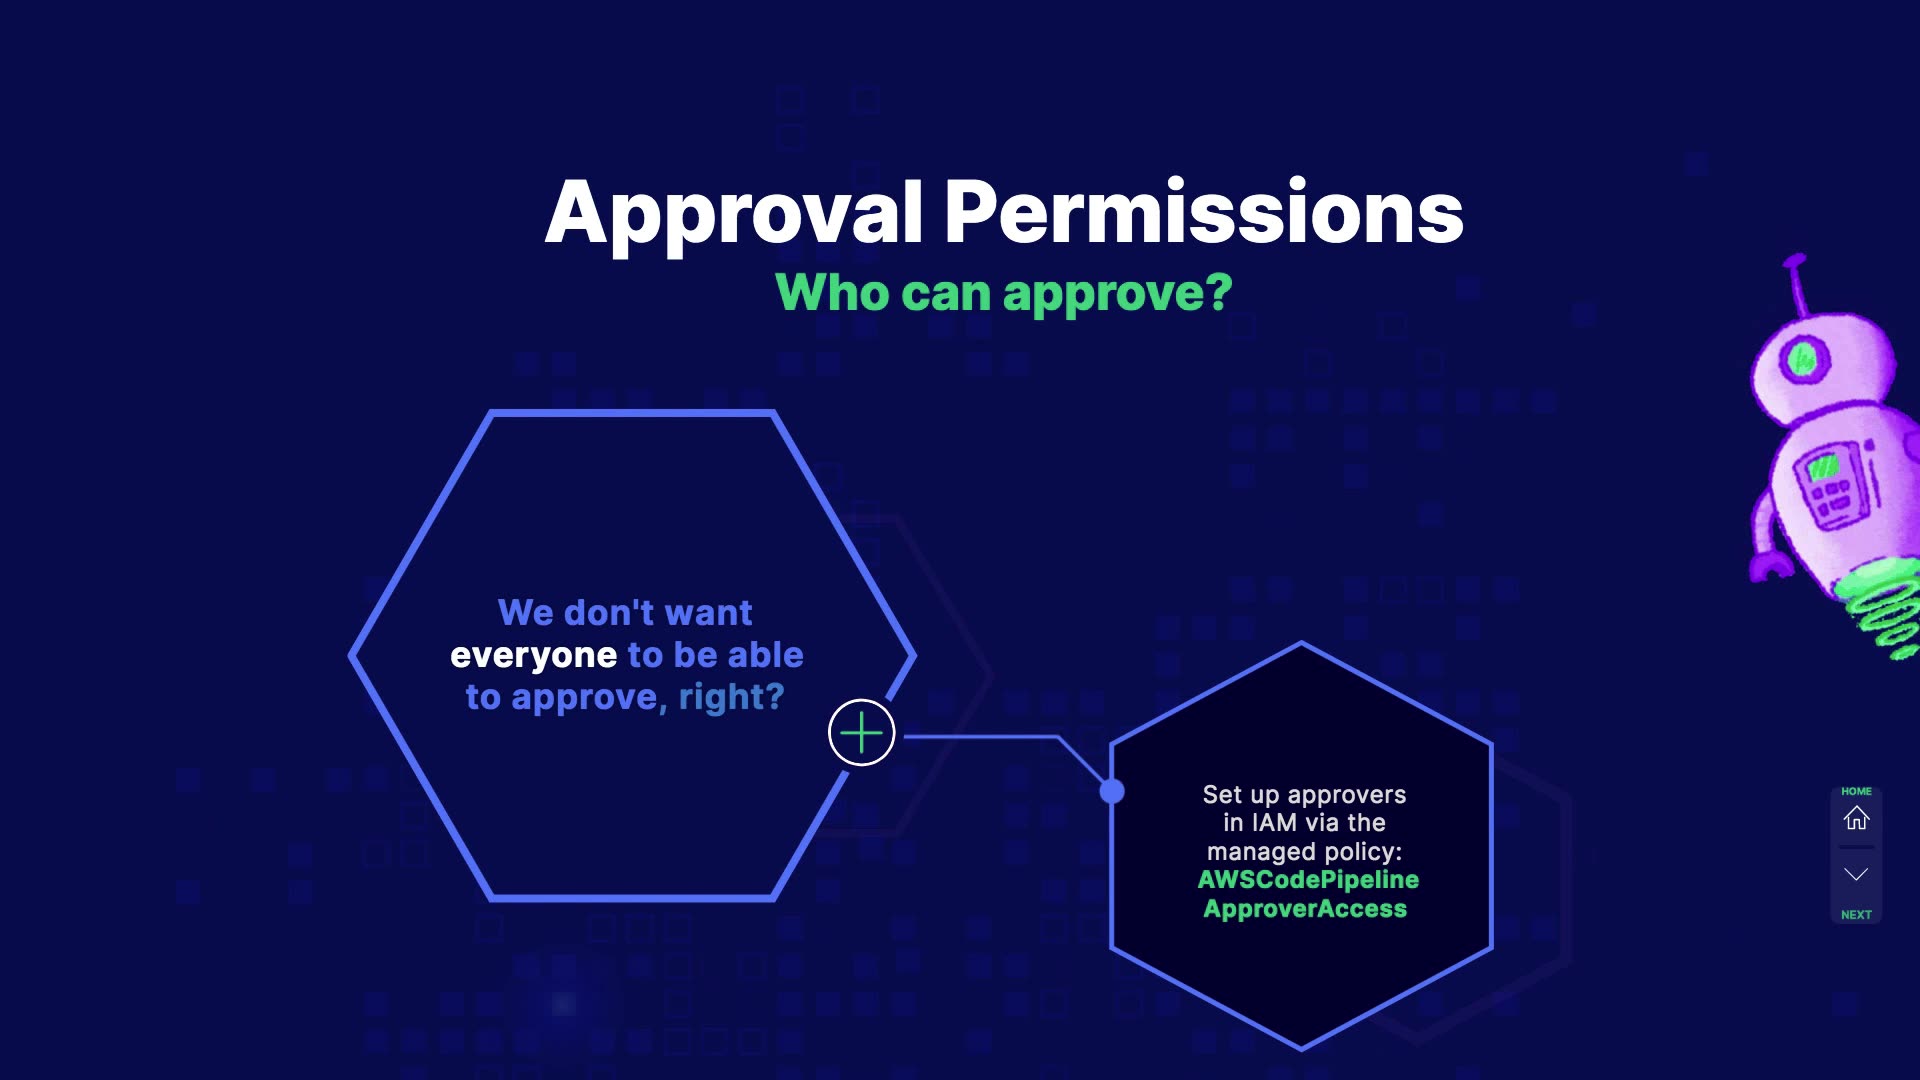 Approval Permissions
Who can approve?
We don't want
everyone to be able
to approve, right?
Set up approvers
in IAM via the
managed policy:
AWSCodePipeline
ApproverAccess
HOME
NEXT